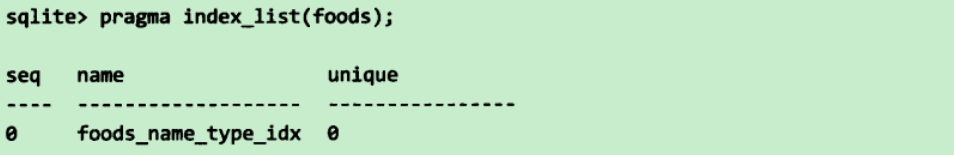 sqlite> pragma index_list(foods);
seq name unique
---- ------------------- ----------------
0 foods_name_type_idx 0